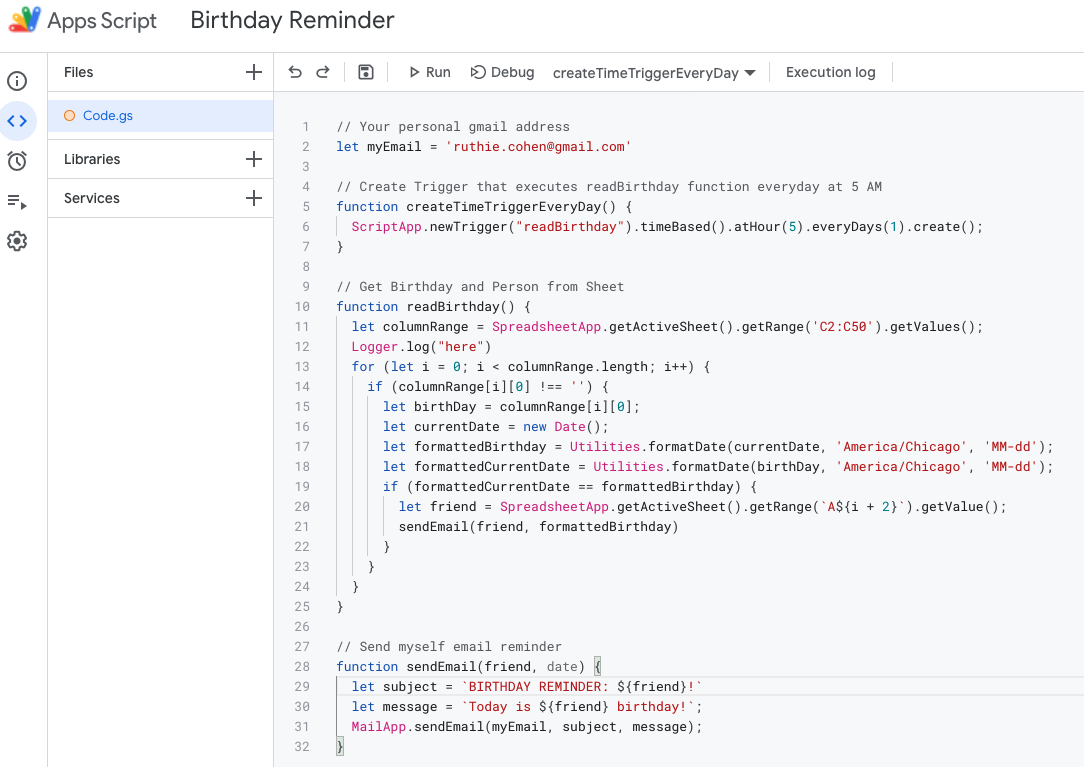 Apps Script Birthday Reminder
Files
Run Debug createTimeTriggerEveryDay Execution log
Code.gs
Libraries
Services
1 // Your personal gmail address
2 let myEmail = 'ruthie.cohen@gmail.com'
3
4 // Create Trigger that executes readBirthday function everyday at 5 AM
5 function createTimeTriggerEveryDay() {
6   ScriptApp.newTrigger("readBirthday").timeBased().atHour(5).everyDays(1).create();
7 }
8
9 // Get Birthday and Person from Sheet
10 function readBirthday() {
11   let columnRange = SpreadsheetApp.getActiveSheet().getRange('C2:C50').getValues();
12   Logger.log("here")
13   for (let i = 0; i < columnRange.length; i++) {
14     if (columnRange[i][0] !== '') {
15       let birthDay = columnRange[i][0];
16       let currentDate = new Date();
17       let formattedBirthday = Utilities.formatDate(currentDate, 'America/Chicago', 'MM-dd');
18       let formattedCurrentDate = Utilities.formatDate(birthDay, 'America/Chicago', 'MM-dd');
19       if (formattedCurrentDate == formattedBirthday) {
20         let friend = SpreadsheetApp.getActiveSheet().getRange(`A${i + 2}`).getValue();
21         sendEmail(friend, formattedBirthday)
22       }
23     }
24   }
25 }
26
27 // Send myself email reminder
28 function sendEmail(friend, date) {
29   let subject = `BIRTHDAY REMINDER: ${friend}!`
30   let message = `Today is ${friend} birthday!`;
31   MailApp.sendEmail(myEmail, subject, message);
32 }